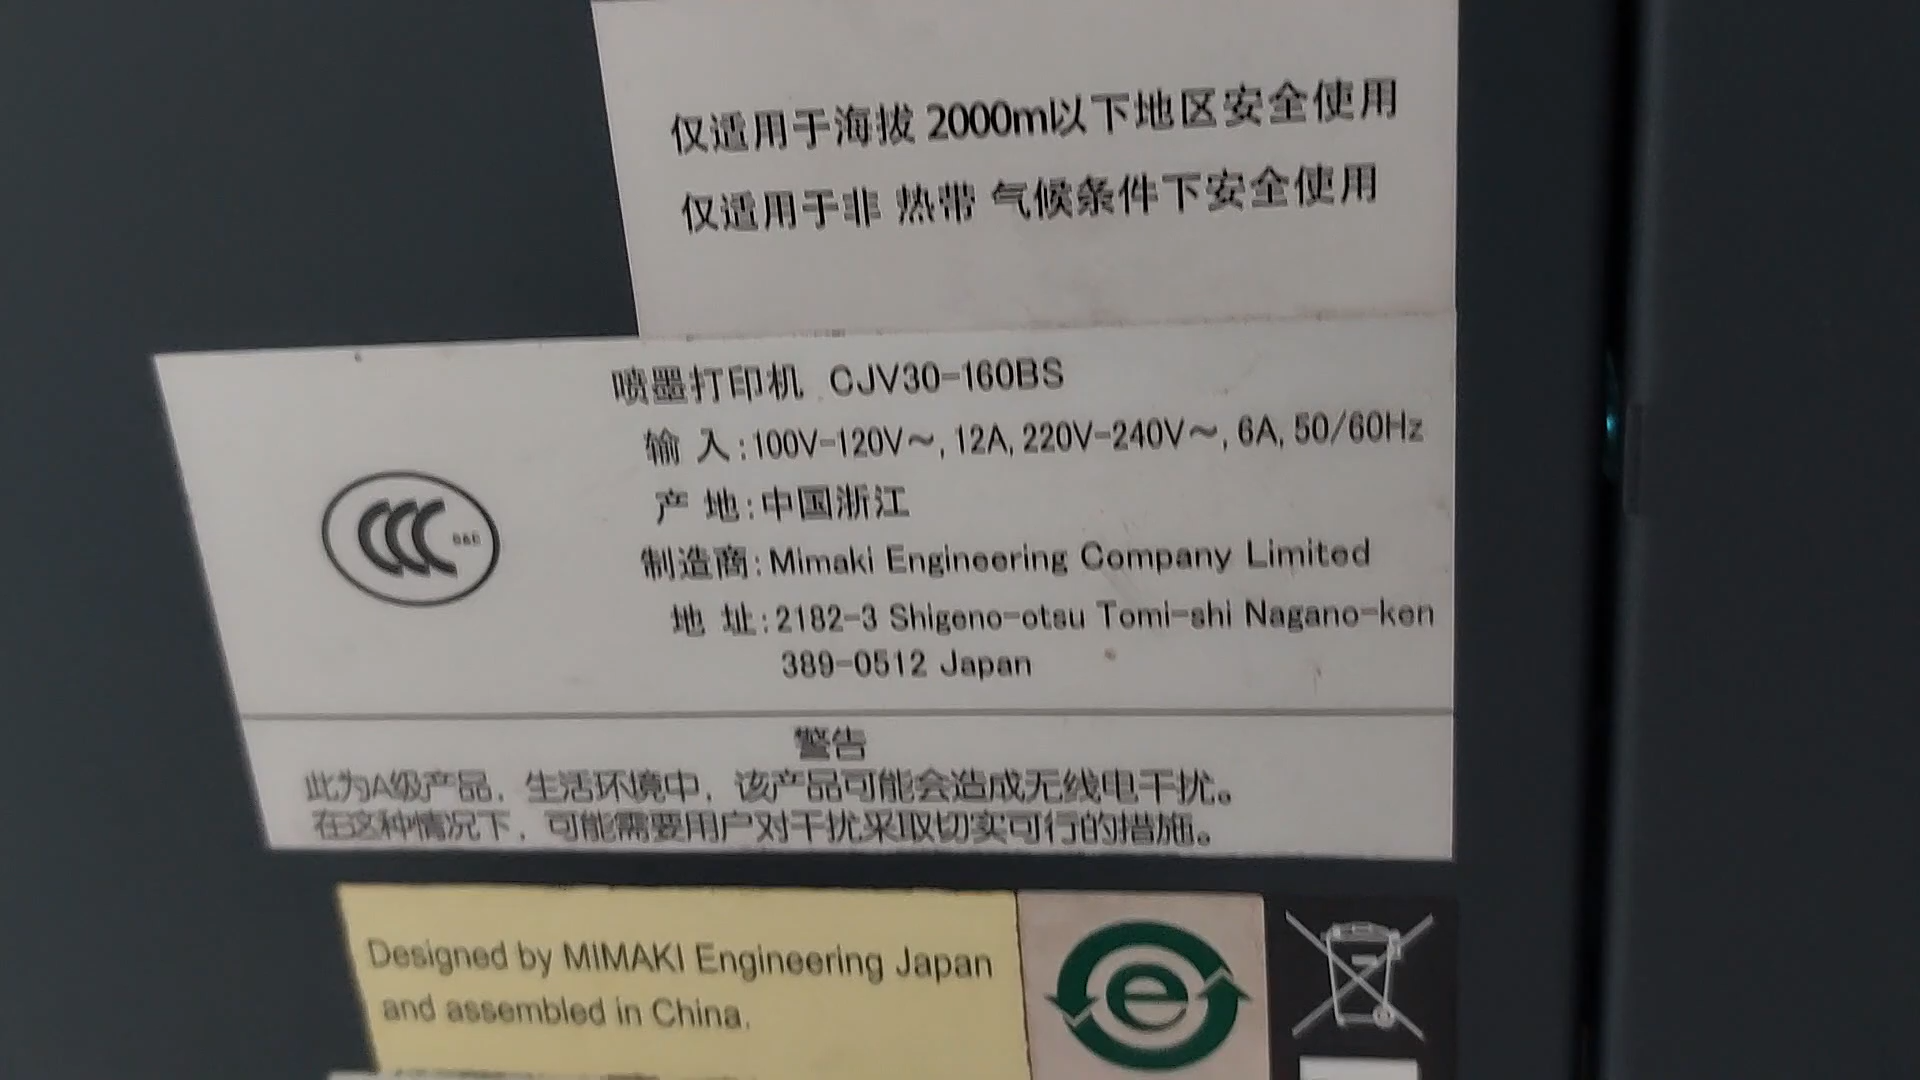 仅适用于海拔 2000m以下地区安全使用
仅适用于非 热带 气候条件下安全使用
喷墨打印机 CJV30-160BS
输 入:100V-120V～, 12A, 220V-240V～, 6A, 50/60Hz
产 地:中国浙江
CCC S&E
制造商: Mimaki Engineering Company Limited
地 址:2182-3 Shigeno-otsu Tomi-shi Nagano-ken
389-0512 Japan
警告
此为A级产品，生活环境中，该产品可能会造成无线电干扰。
在这种情况下，可能需要用户对干扰采取切实可行的措施。
Designed by MIMAKI Engineering Japan
and assembled in China.
e